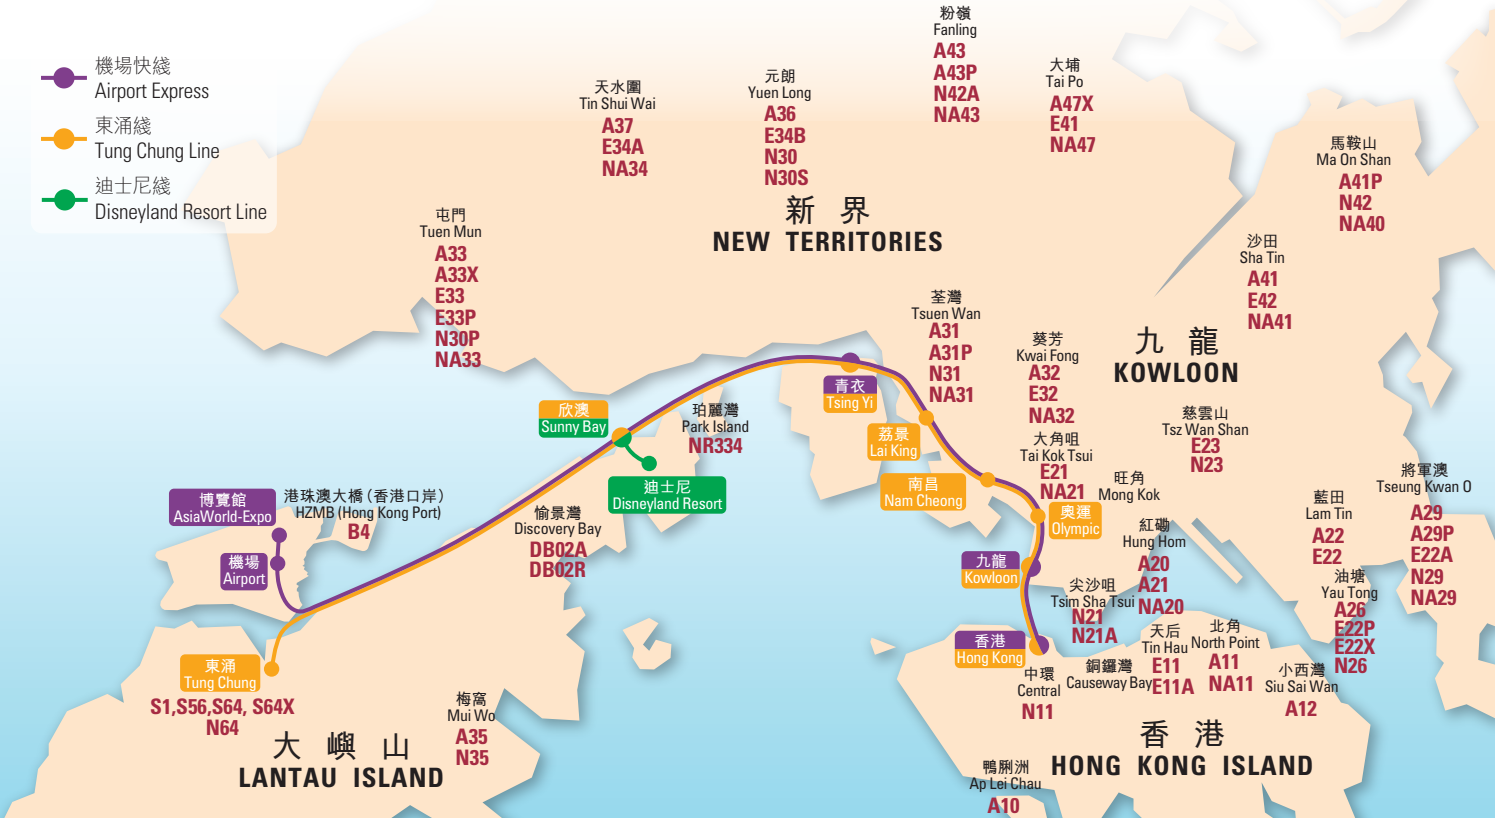 機場快綫
Airport Express
東涌綫
Tung Chung Line
迪士尼綫
Disneyland Resort Line
粉嶺
Fanling
A43
A43P
N42A
NA43
大埔
Tai Po
A47X
E41
NA47
天水圍
Tin Shui Wai
A37
E34A
NA34
元朗
Yuen Long
A36
E34B
N30
N30S
馬鞍山
Ma On Shan
A41P
N42
NA40
新界
NEW TERRITORIES
屯門
Tuen Mun
A33
A33X
E33
E33P
N30P
NA33
沙田
Sha Tin
A41
E42
NA41
荃灣
Tsuen Wan
A31
A31P
N31
NA31
葵芳
Kwai Fong
A32
E32
NA32
九龍
KOWLOON
青衣
Tsing Yi
欣澳
Sunny Bay
珀麗灣
Park Island
NR334
荔景
Lai King
大角咀
Tai Kok Tsui
E21
NA21
慈雲山
Tsz Wan Shan
E23
N23
迪士尼
Disneyland Resort
南昌
Nam Cheong
旺角
Mong Kok
將軍澳
Tseung Kwan O
A29
A29P
E22A
N29
NA29
博覽館
AsiaWorld-Expo
港珠澳大橋（香港口岸）
HZMB (Hong Kong Port)
B4
愉景灣
Discovery Bay
DB02A
DB02R
奧運
Olympic
紅磡
Hung Hom
A20
A21
NA20
藍田
Lam Tin
A22
E22
機場
Airport
九龍
Kowloon
尖沙咀
Tsim Sha Tsui
N21
N21A
油塘
Yau Tong
A26
E22P
E22X
N26
香港
Hong Kong
天后
Tin Hau
E11
E11A
北角
North Point
A11
NA11
東涌
Tung Chung
S1,S56,S64, S64X
N64
中環
Central
N11
銅鑼灣
Causeway Bay
小西灣
Siu Sai Wan
A12
梅窩
Mui Wo
A35
N35
大嶼山
LANTAU ISLAND
香港
HONG KONG ISLAND
鴨脷洲
Ap Lei Chau
A10